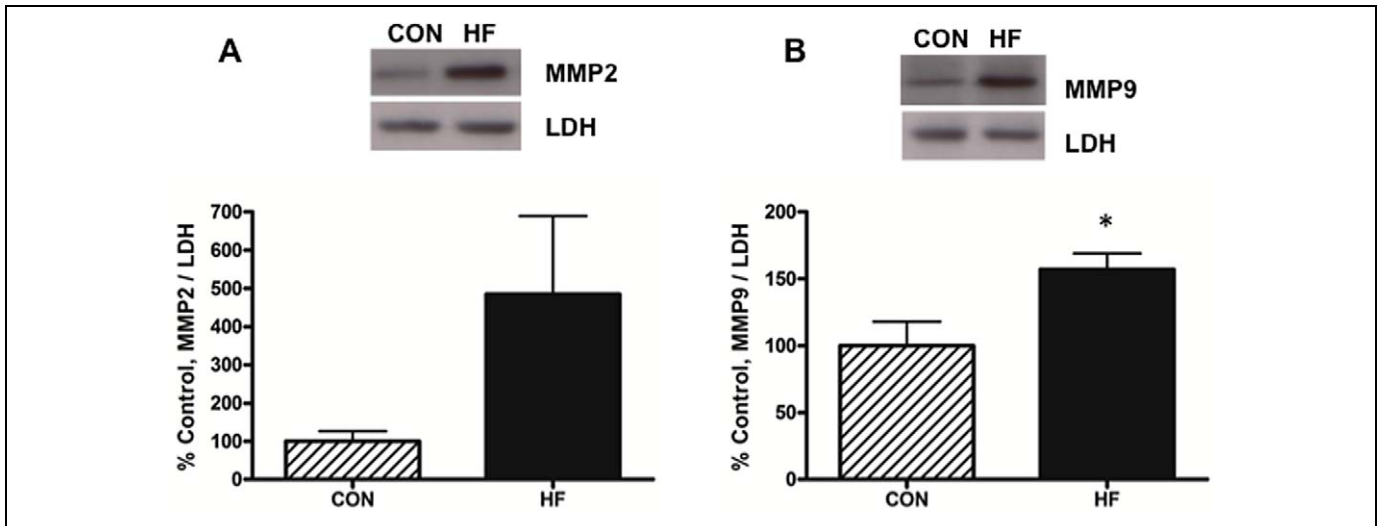 A
CON HF
MMP2
LDH
% Control, MMP2 / LDH
700
600
500
400
300
200
100
0
CON HF
B
CON HF
MMP9
LDH
% Control, MMP9 / LDH
200
150
100
50
0
*
CON HF